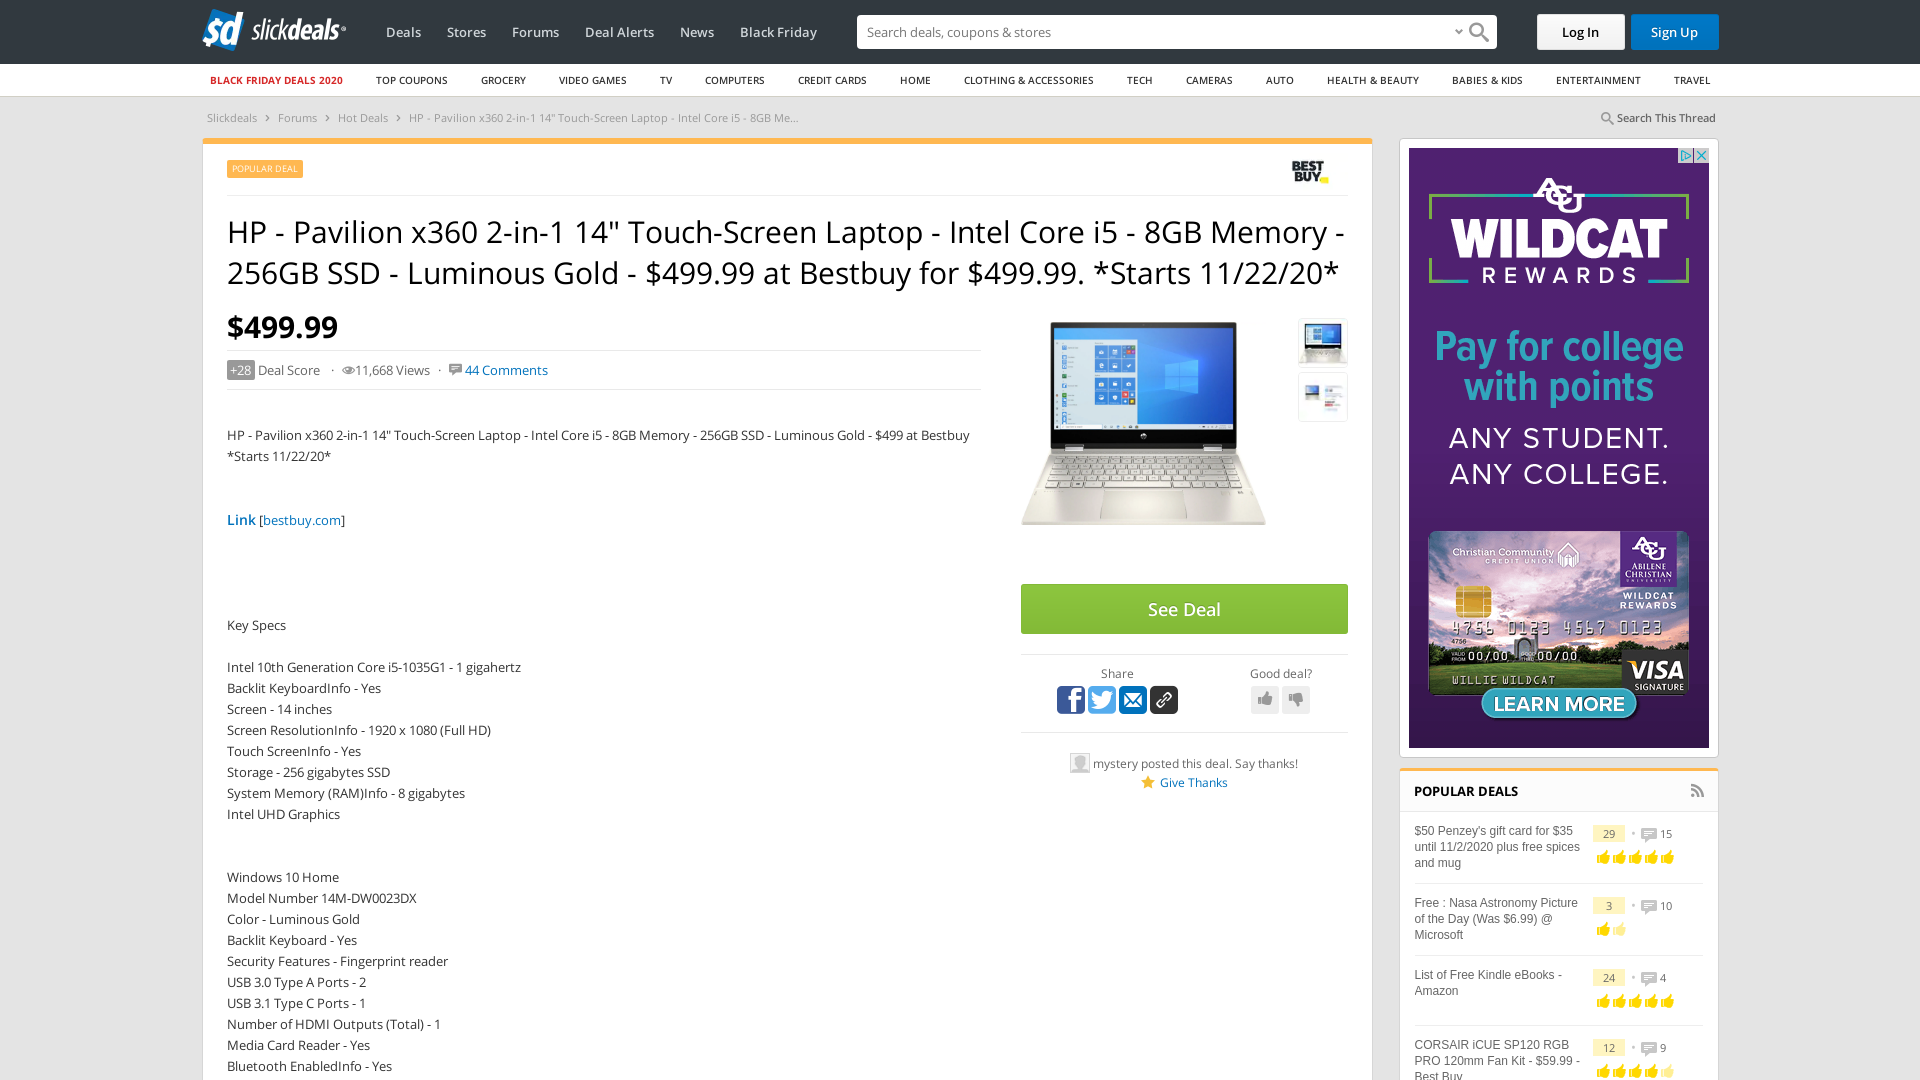 sd slickdeals
Deals Stores Forums Deal Alerts News Black Friday
Search deals, coupons & stores
Log In Sign Up
BLACK FRIDAY DEALS 2020 TOP COUPONS GROCERY VIDEO GAMES TV COMPUTERS CREDIT CARDS HOME CLOTHING & ACCESSORIES TECH CAMERAS AUTO HEALTH & BEAUTY BABIES & KIDS ENTERTAINMENT TRAVEL
Slickdeals › Forums › Hot Deals › HP - Pavilion x360 2-in-1 14" Touch-Screen Laptop - Intel Core i5 - 8GB Me...
Search This Thread
POPULAR DEAL
BEST
BUY
HP - Pavilion x360 2-in-1 14" Touch-Screen Laptop - Intel Core i5 - 8GB Memory -
256GB SSD - Luminous Gold - $499.99 at Bestbuy for $499.99. *Starts 11/22/20*
$499.99
+28 Deal Score · 11,668 Views · 44 Comments
HP - Pavilion x360 2-in-1 14" Touch-Screen Laptop - Intel Core i5 - 8GB Memory - 256GB SSD - Luminous Gold - $499 at Bestbuy
*Starts 11/22/20*
Link [bestbuy.com]
Key Specs
Intel 10th Generation Core i5-1035G1 - 1 gigahertz
Backlit KeyboardInfo - Yes
Screen - 14 inches
Screen ResolutionInfo - 1920 x 1080 (Full HD)
Touch ScreenInfo - Yes
Storage - 256 gigabytes SSD
System Memory (RAM)Info - 8 gigabytes
Intel UHD Graphics
Windows 10 Home
Model Number 14M-DW0023DX
Color - Luminous Gold
Backlit Keyboard - Yes
Security Features - Fingerprint reader
USB 3.0 Type A Ports - 2
USB 3.1 Type C Ports - 1
Number of HDMI Outputs (Total) - 1
Media Card Reader - Yes
Bluetooth EnabledInfo - Yes
See Deal
Share
Good deal?
mystery posted this deal. Say thanks!
Give Thanks
ACU
WILDCAT
REWARDS
Pay for college
with points
ANY STUDENT.
ANY COLLEGE.
Christian Community
CREDIT UNION
ACU
ABILENE
CHRISTIAN
UNIVERSITY
WILDCAT
REWARDS
4756 0123 4567 0123
4756
VALID
FROM 00/00 00/00
WILLIE WILDCAT
VISA
SIGNATURE
LEARN MORE
POPULAR DEALS
$50 Penzey's gift card for $35
until 11/2/2020 plus free spices
and mug
29 • 15
Free : Nasa Astronomy Picture
of the Day (Was $6.99) @
Microsoft
3 • 10
List of Free Kindle eBooks -
Amazon
24 • 4
CORSAIR iCUE SP120 RGB
PRO 120mm Fan Kit - $59.99 -
Best Buy
12 • 9